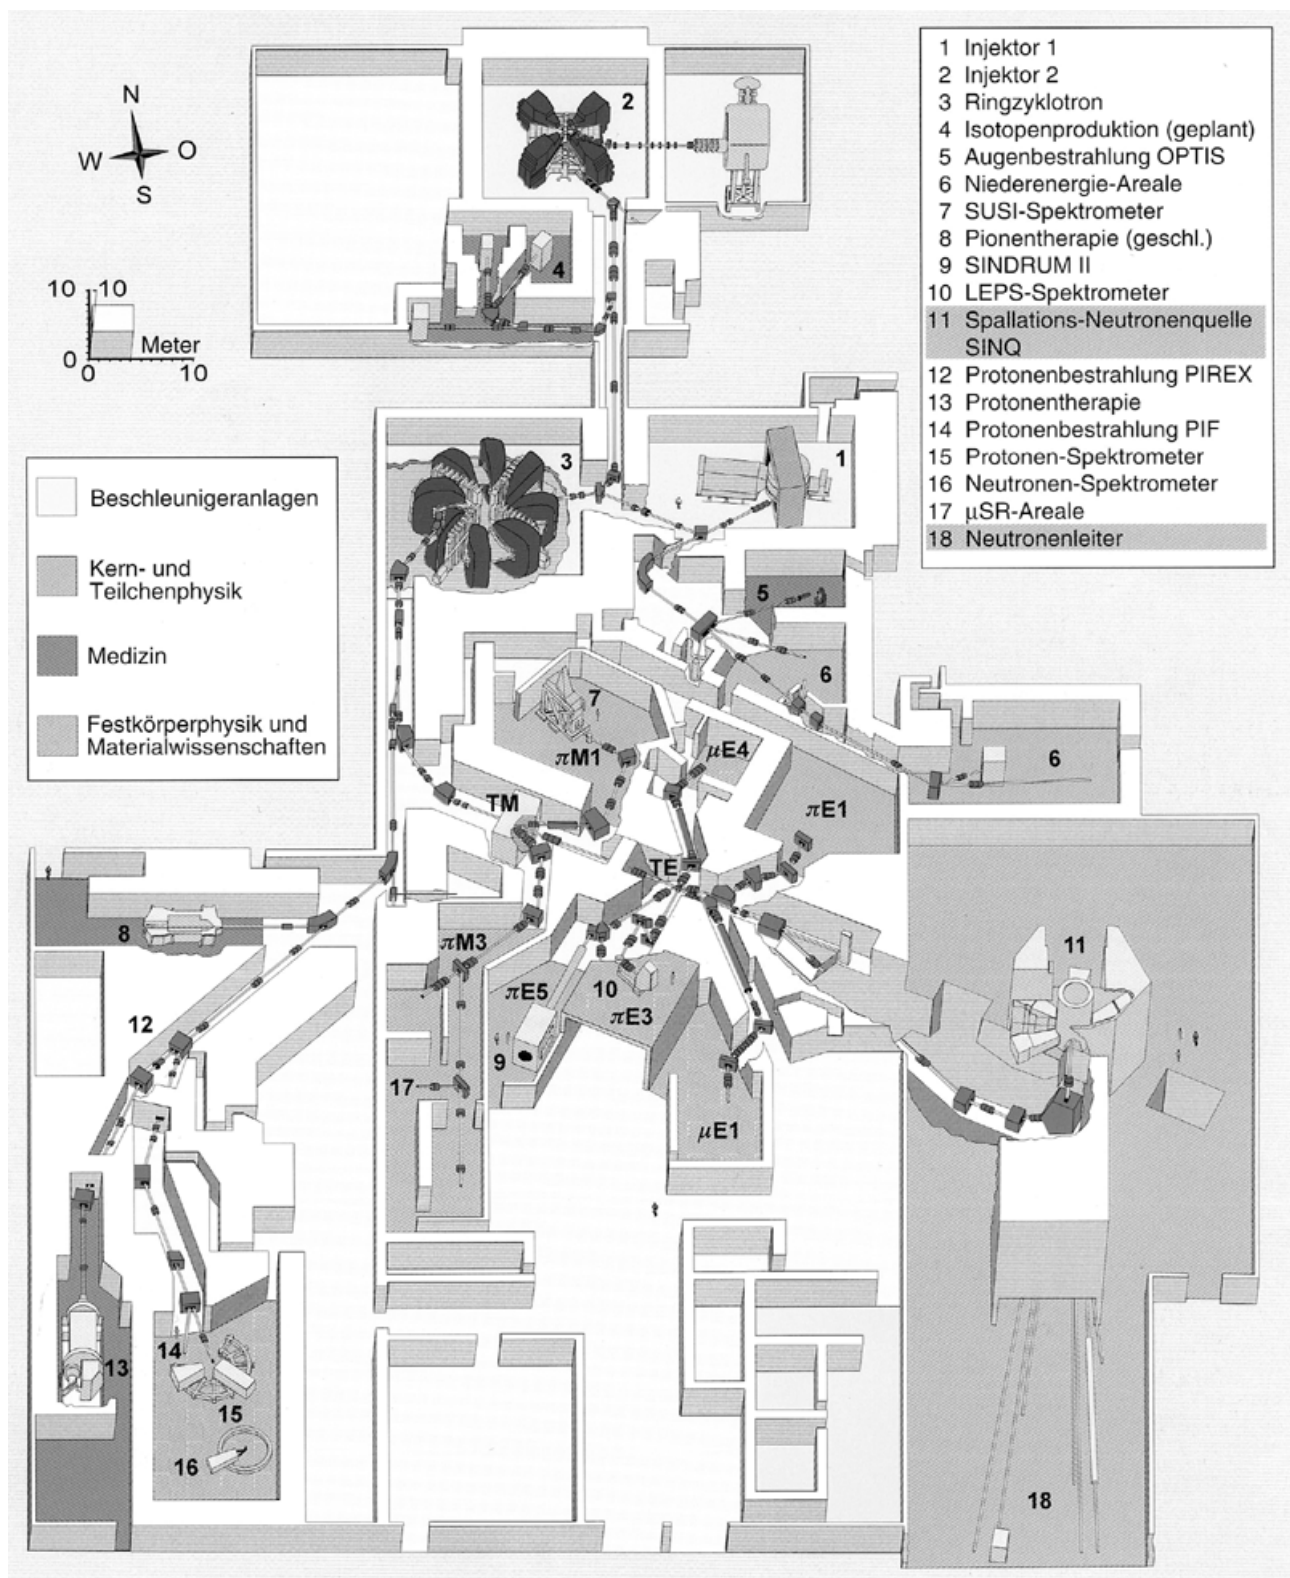 1 Injektor 1
2 Injektor 2
3 Ringzyklotron
4 Isotopenproduktion (geplant)
5 Augenbestrahlung OPTIS
6 Niederenergie-Areale
7 SUSI-Spektrometer
8 Pionentherapie (geschl.)
9 SINDRUM II
10 LEPS-Spektrometer
11 Spallations-Neutronenquelle
SINQ
12 Protonenbestrahlung PIREX
13 Protonentherapie
14 Protonenbestrahlung PIF
15 Protonen-Spektrometer
16 Neutronen-Spektrometer
17 µSR-Areale
18 Neutronenleiter
N
W
O
S
10
10
0
Meter
0
10
Beschleunigeranlagen
Kern- und
Teilchenphysik
Medizin
Festkörperphysik und
Materialwissenschaften
2
4
3
1
5
6
7
πM1
µE4
6
TM
πE1
TE
8
πM3
11
πE5
10
πE3
12
9
17
µE1
14
13
15
16
18